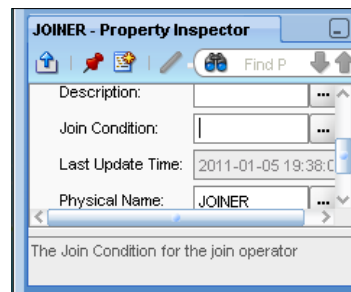 JOINER - Property Inspector
Find P
Description:
...
Join Condition:
...
Last Update Time: 2011-01-05 19:38:0
Physical Name: JOINER
...
The Join Condition for the join operator